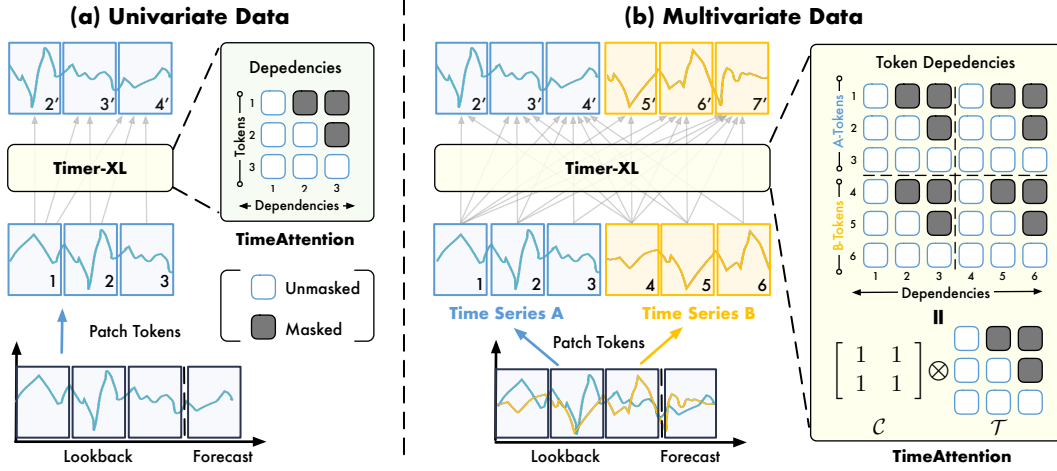 (a) Univariate Data
2′ 3′ 4′
Depedencies
Tokens
1
2
3
1 2 3
Dependencies
TimeAttention
Timer-XL
1 2 3
Unmasked
Masked
Patch Tokens
Lookback Forecast
(b) Multivariate Data
2′ 3′ 4′ 5′ 6′ 7′
Timer-XL
1 2 3 4 5 6
Time Series A Time Series B
Patch Tokens
Lookback Forecast
Token Depedencies
A-Tokens
1
2
3
B-Tokens
4
5
6
1 2 3 4 5 6
Dependencies
=
[ 1 1
1 1 ] ⊗
C T
TimeAttention